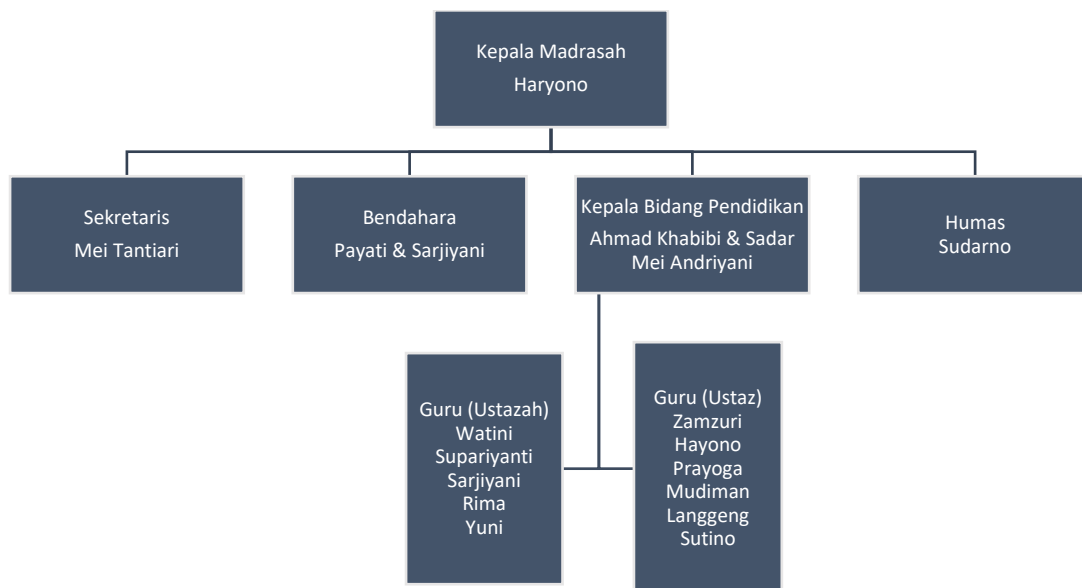 Kepala Madrasah
Haryono
Sekretaris
Mei Tantiari
Bendahara
Payati & Sarjiyani
Kepala Bidang Pendidikan
Ahmad Khabibi & Sadar
Mei Andriyani
Humas
Sudarno
Guru (Ustazah)
Watini
Supariyanti
Sarjiyani
Rima
Yuni
Guru (Ustaz)
Zamzuri
Hayono
Prayoga
Mudiman
Langgeng
Sutino